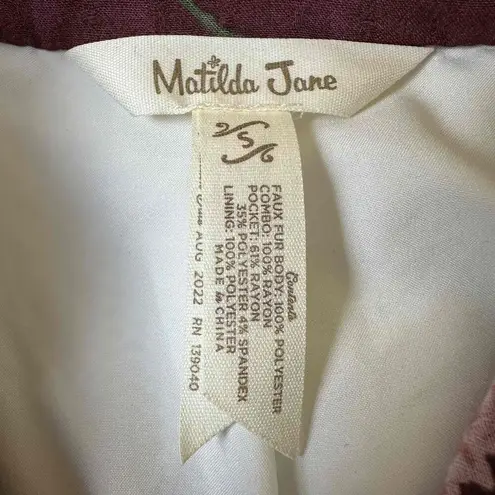 Matilda Jane
Contents
FAUX FUR BODY: 100% POLYESTER
COMBO: 100% RAYON
POCKET: 61% RAYON
35% POLYESTER 4% SPANDEX
LINING: 100% POLYESTER
MADE IN CHINA
AUG 2022 RN 139040